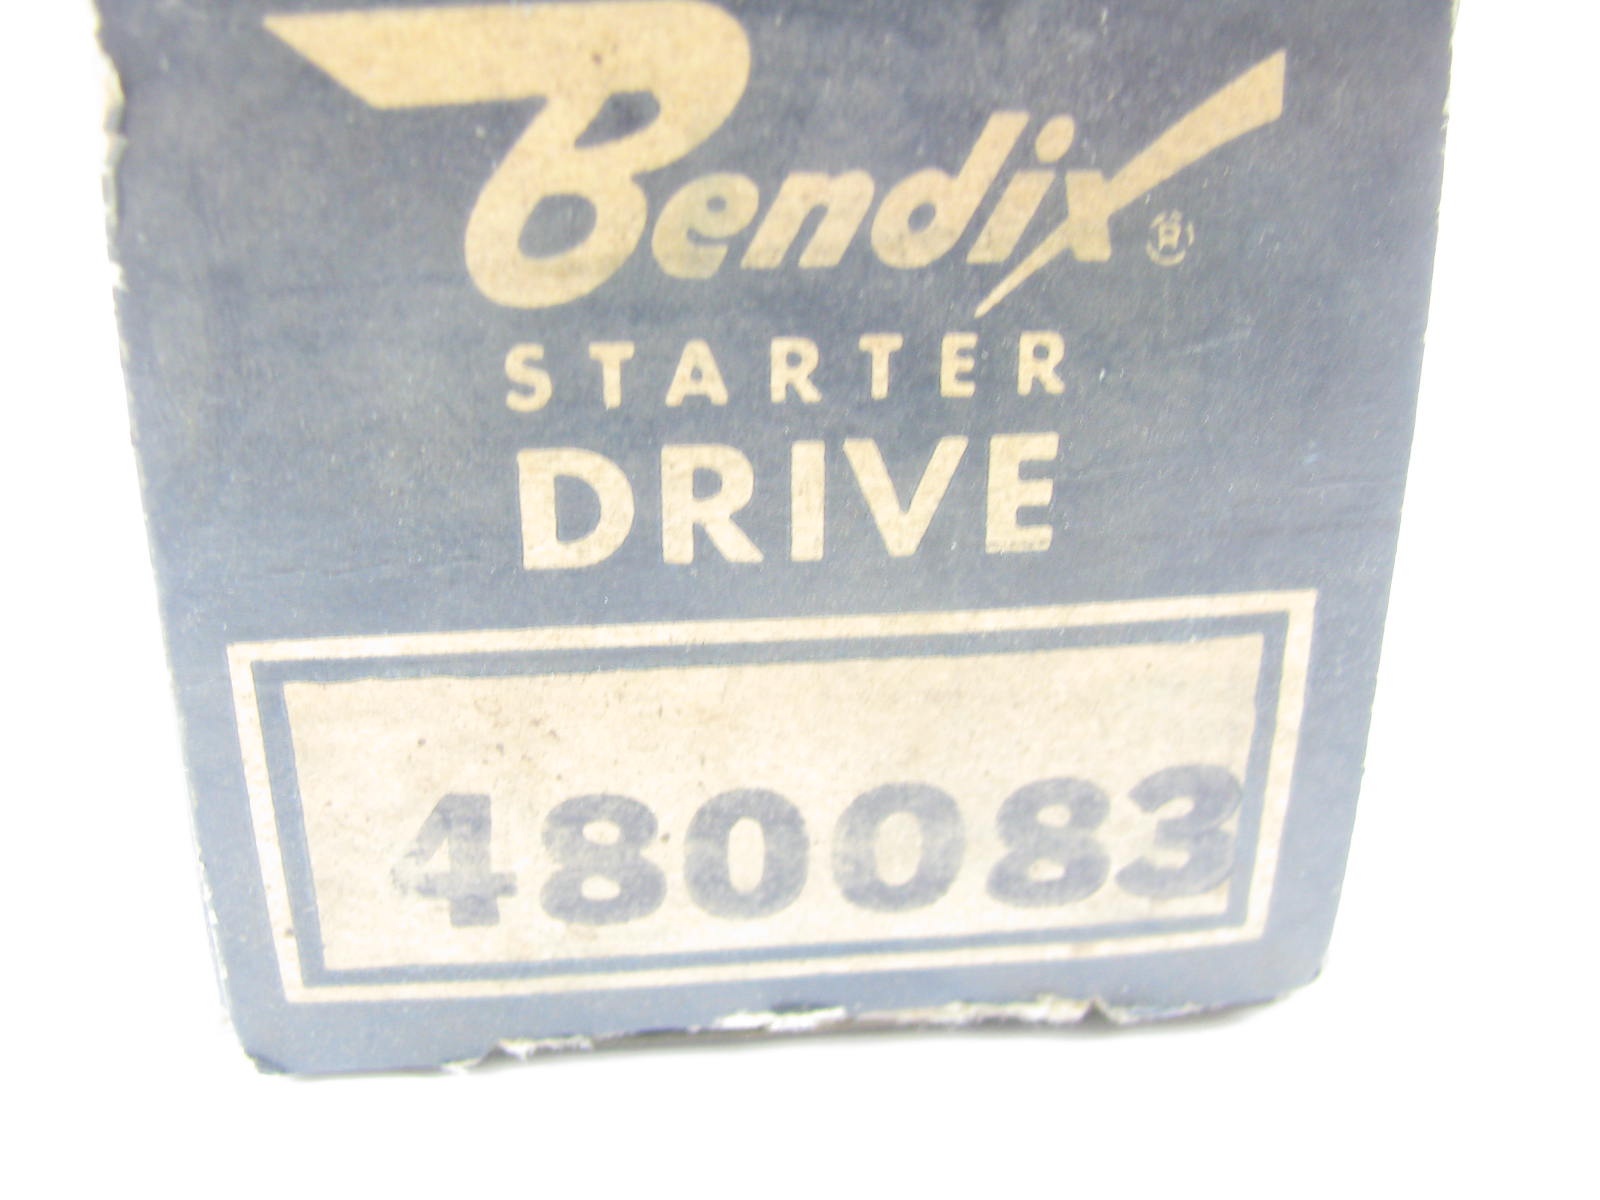 Bendix®
STARTER
DRIVE
480083